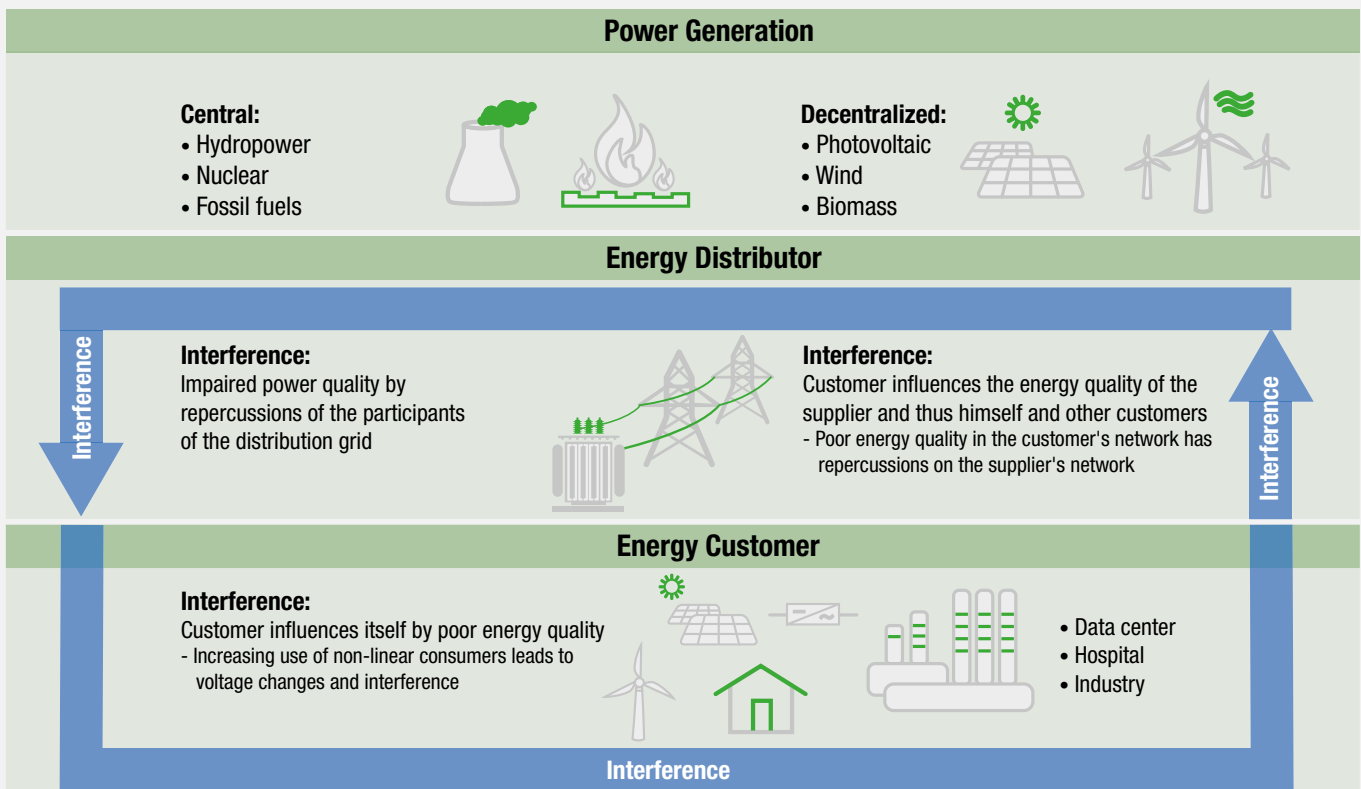 Power Generation
Central:
• Hydropower
• Nuclear
• Fossil fuels
Decentralized:
• Photovoltaic
• Wind
• Biomass
Energy Distributor
Interference
Interference:
Impaired power quality by
repercussions of the participants
of the distribution grid
Interference:
Customer influences the energy quality of the
supplier and thus himself and other customers
- Poor energy quality in the customer's network has
repercussions on the supplier's network
Interference
Energy Customer
Interference:
Customer influences itself by poor energy quality
- Increasing use of non-linear consumers leads to
voltage changes and interference
• Data center
• Hospital
• Industry
Interference